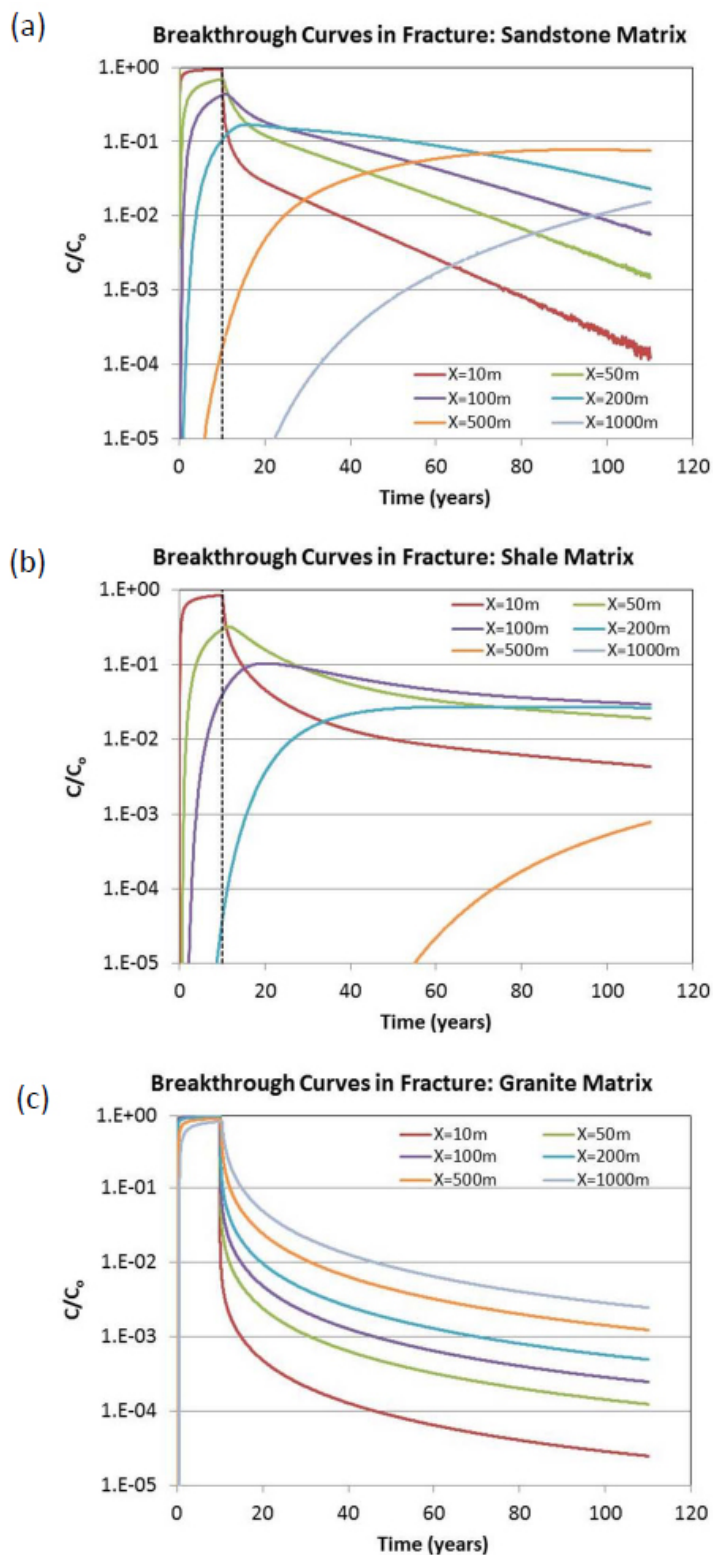 (a)
Breakthrough Curves in Fracture: Sandstone Matrix
1.E+00
1.E-01
1.E-02
1.E-03
1.E-04
1.E-05
C/Co
X=10m X=50m
X=100m X=200m
X=500m X=1000m
0 20 40 60 80 100 120
Time (years)
(b)
Breakthrough Curves in Fracture: Shale Matrix
1.E+00
1.E-01
1.E-02
1.E-03
1.E-04
1.E-05
C/Co
X=10m X=50m
X=100m X=200m
X=500m X=1000m
0 20 40 60 80 100 120
Time (years)
(c)
Breakthrough Curves in Fracture: Granite Matrix
1.E+00
1.E-01
1.E-02
1.E-03
1.E-04
1.E-05
C/Co
X=10m X=50m
X=100m X=200m
X=500m X=1000m
0 20 40 60 80 100 120
Time (years)